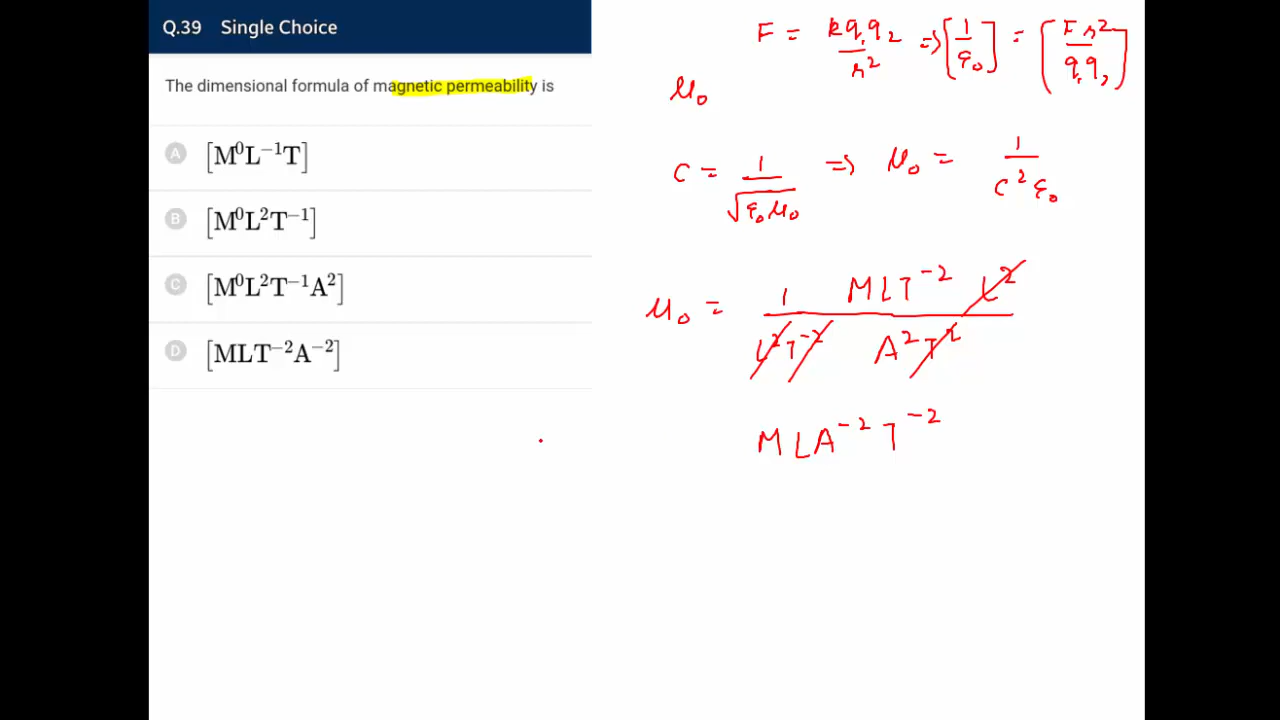 Q.39 Single Choice
The dimensional formula of magnetic permeability is
A [M⁰L⁻¹T]
B [M⁰L²T⁻¹]
C [M⁰L²T⁻¹A²]
D [MLT⁻²A⁻²]
F = kq₁q₂/r² ⇒ [1/ε₀] = [Fr²/q₁q₂]
μ₀
C = 1/√ε₀μ₀ ⇒ μ₀ = 1/C²ε₀
μ₀ = 1 MLT⁻² L² / L²T⁻² A²T²
MLA⁻²T⁻²